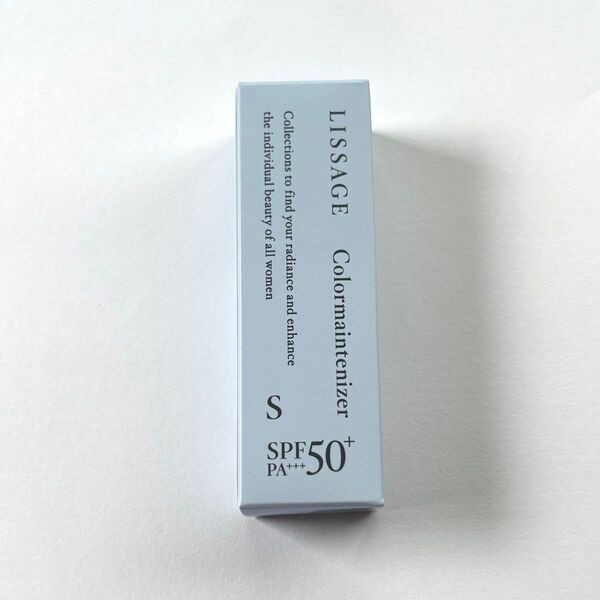 LISSAGE Colormaintenizer
Collections to find your radiance and enhance
the individual beauty of all women
S
SPF50+
PA+++